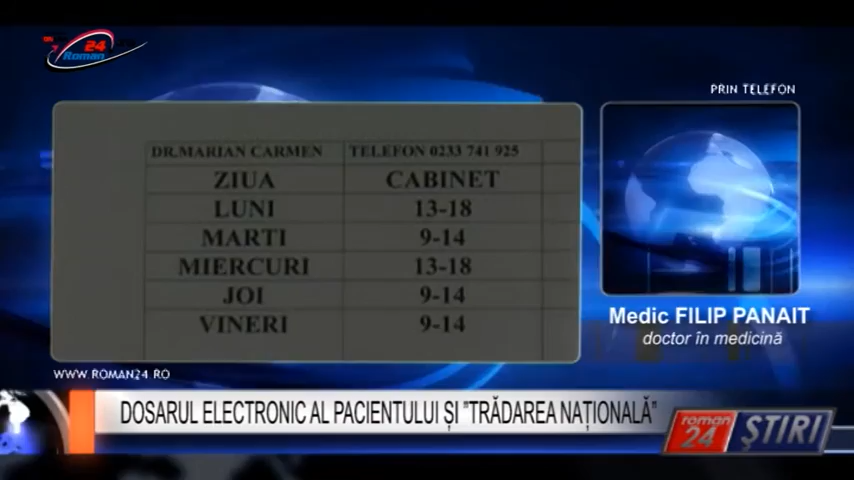 24
Roman
PRIN TELEFON
DR.MARIAN CARMEN TELEFON 0233 741 925
ZIUA CABINET
LUNI 13-18
MARTI 9-14
MIERCURI 13-18
JOI 9-14
VINERI 9-14
Medic FILIP PANAIT
doctor în medicină
WWW.ROMAN24.RO
DOSARUL ELECTRONIC AL PACIENTULUI ȘI "TRĂDAREA NAȚIONALĂ"
roman
24 ȘTIRI